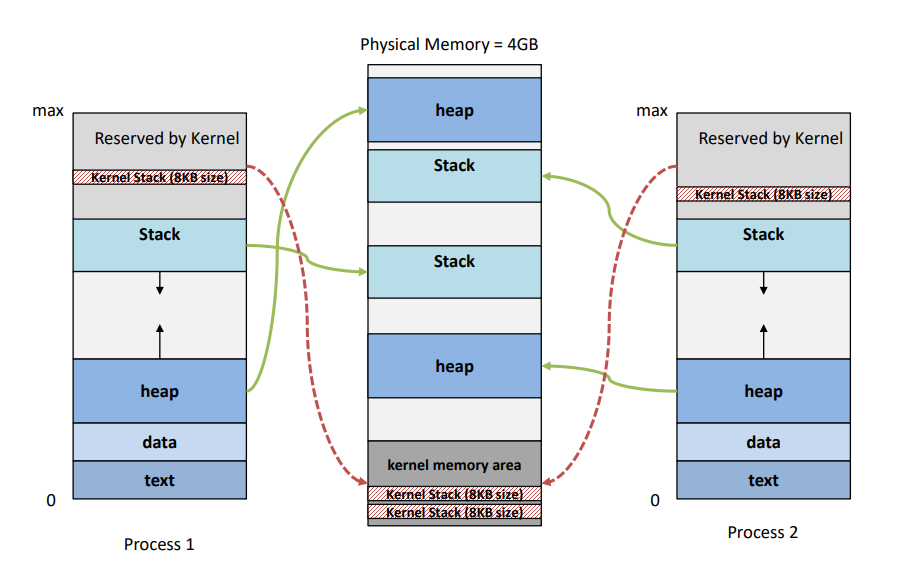 Physical Memory = 4GB
max
Reserved by Kernel
Kernel Stack (8KB size)
Stack
heap
data
text
0
Process 1
heap
Stack
Stack
heap
kernel memory area
Kernel Stack (8KB size)
Kernel Stack (8KB size)
max
Reserved by Kernel
Kernel Stack (8KB size)
Stack
heap
data
text
0
Process 2